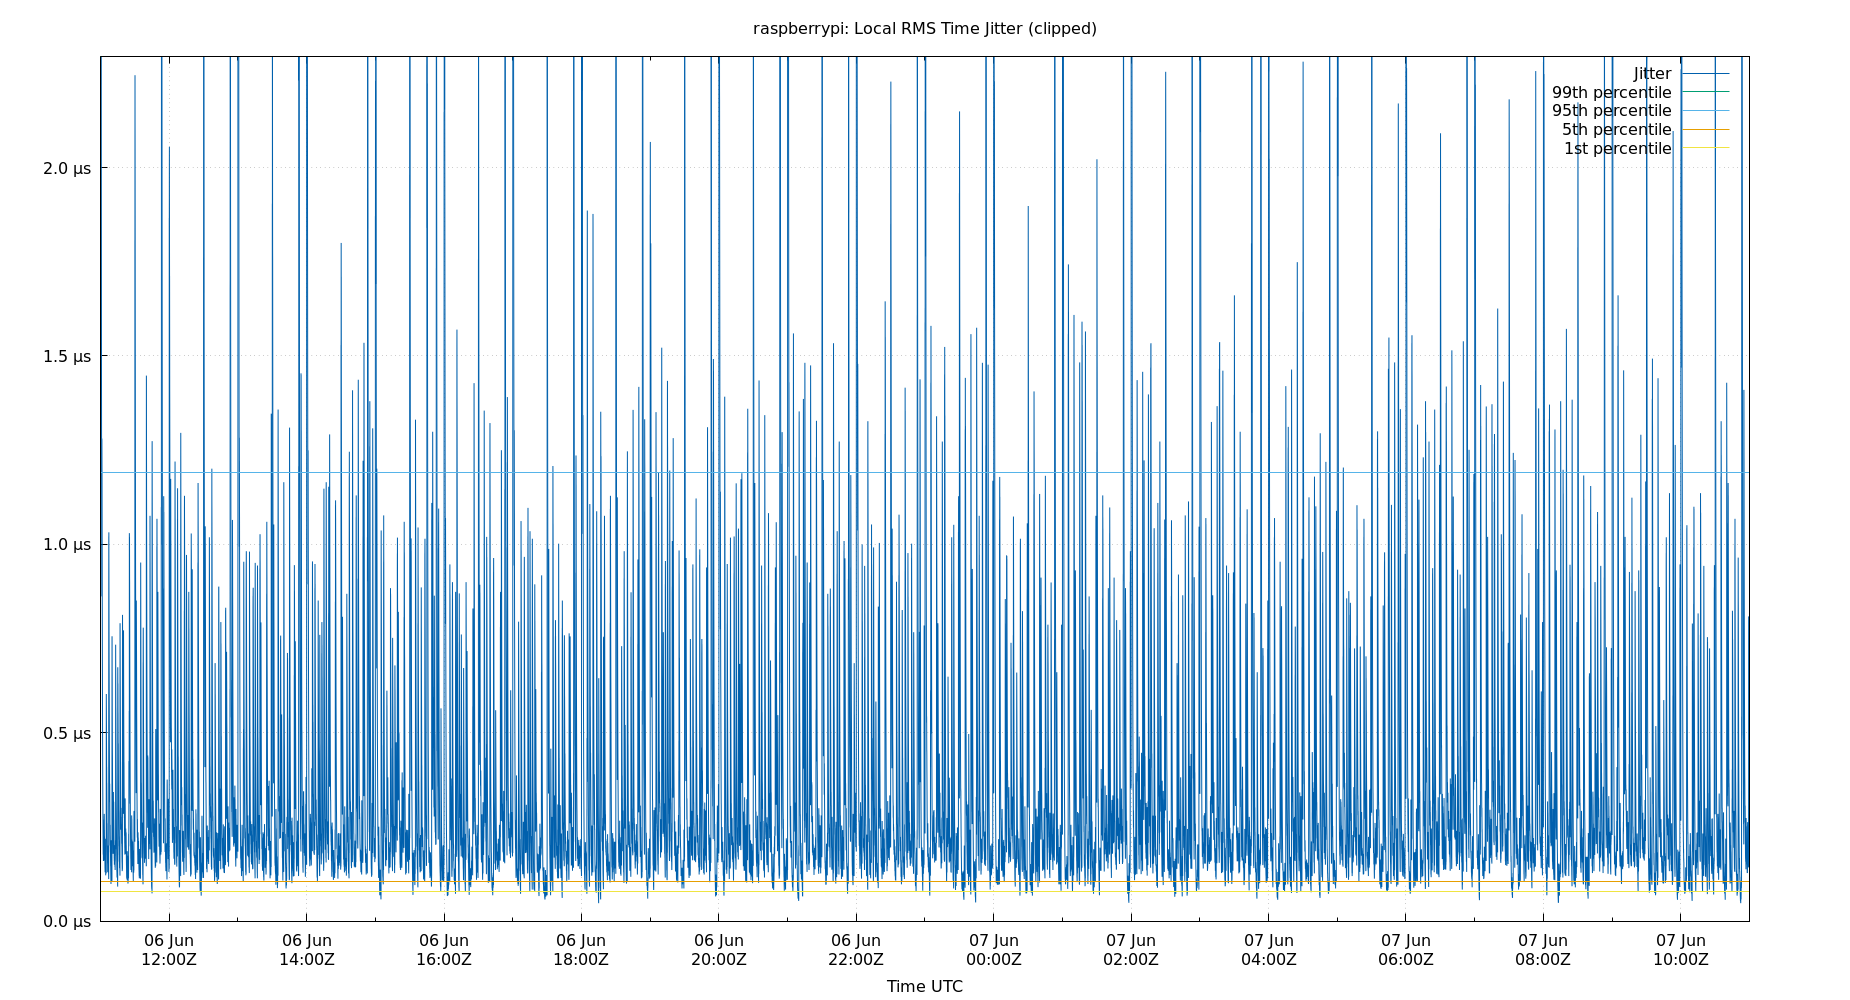 raspberrypi: Local RMS Time Jitter (clipped)
Jitter
99th percentile
95th percentile
5th percentile
1st percentile
2.0 µs
1.5 µs
1.0 µs
0.5 µs
0.0 µs
06 Jun 06 Jun 06 Jun 06 Jun 06 Jun 06 Jun 07 Jun 07 Jun 07 Jun 07 Jun 07 Jun 07 Jun
12:00Z 14:00Z 16:00Z 18:00Z 20:00Z 22:00Z 00:00Z 02:00Z 04:00Z 06:00Z 08:00Z 10:00Z
Time UTC